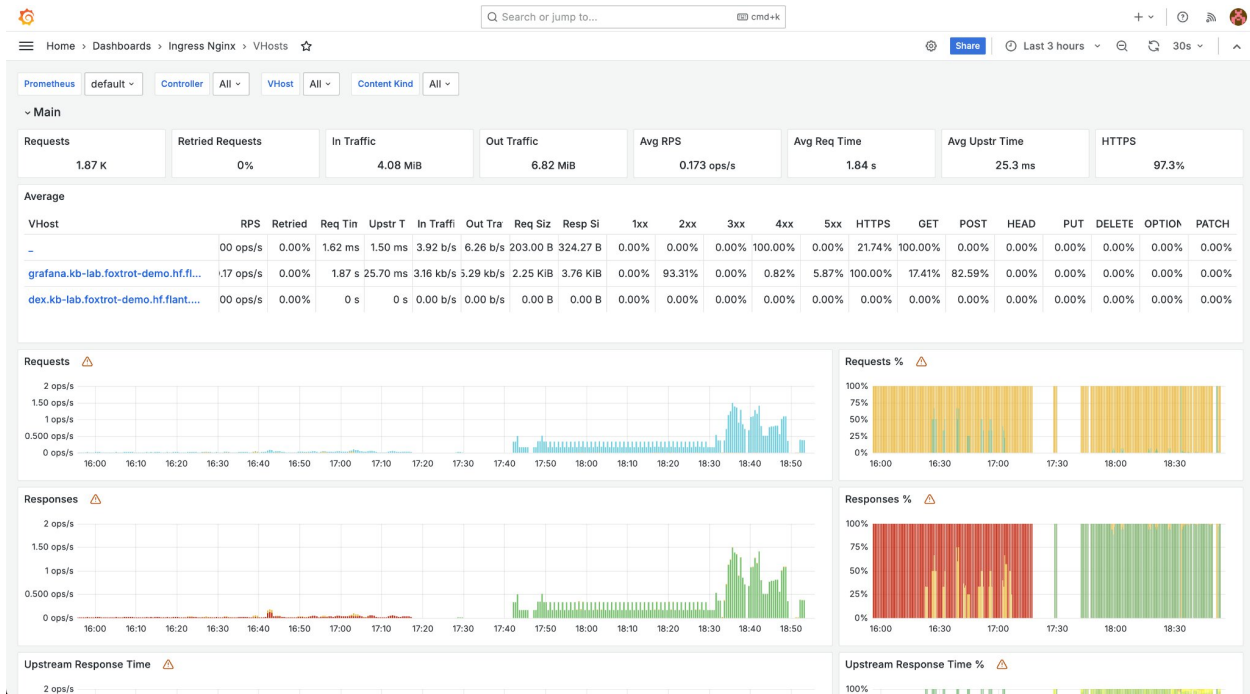 Search or jump to... cmd+k
Home › Dashboards › Ingress Nginx › VHosts Share Last 3 hours 30s
Prometheus default Controller All VHost All Content Kind All
Main
Requests Retried Requests In Traffic Out Traffic Avg RPS Avg Req Time Avg Upstr Time HTTPS
1.87 K 0% 4.08 MiB 6.82 MiB 0.173 ops/s 1.84 s 25.3 ms 97.3%
Average
VHost RPS Retried Req Tin Upstr T In Traffi Out Tra Req Siz Resp Si 1xx 2xx 3xx 4xx 5xx HTTPS GET POST HEAD PUT DELETE OPTION PATCH
_ 00 ops/s 0.00% 1.62 ms 1.50 ms 3.92 b/s 6.26 b/s 203.00 B 324.27 B 0.00% 0.00% 0.00% 100.00% 0.00% 21.74% 100.00% 0.00% 0.00% 0.00% 0.00% 0.00% 0.00%
grafana.kb-lab.foxtrot-demo.hf.fl... .17 ops/s 0.00% 1.87 s 25.70 ms 3.16 kb/s 5.29 kb/s 2.25 KiB 3.76 KiB 0.00% 93.31% 0.00% 0.82% 5.87% 100.00% 17.41% 82.59% 0.00% 0.00% 0.00% 0.00% 0.00%
dex.kb-lab.foxtrot-demo.hf.flant.... 00 ops/s 0.00% 0 s 0 s 0.00 b/s 0.00 b/s 0.00 B 0.00 B 0.00% 0.00% 0.00% 0.00% 0.00% 0.00% 0.00% 0.00% 0.00% 0.00% 0.00% 0.00% 0.00%
Requests Requests %
2 ops/s 100%
1.50 ops/s 75%
1 ops/s 50%
0.500 ops/s 25%
0 ops/s 0%
16:00 16:10 16:20 16:30 16:40 16:50 17:00 17:10 17:20 17:30 17:40 17:50 18:00 18:10 18:20 18:30 18:40 18:50 16:00 16:30 17:00 17:30 18:00 18:30
Responses Responses %
2 ops/s 100%
1.50 ops/s 75%
1 ops/s 50%
0.500 ops/s 25%
0 ops/s 0%
16:00 16:10 16:20 16:30 16:40 16:50 17:00 17:10 17:20 17:30 17:40 17:50 18:00 18:10 18:20 18:30 18:40 18:50 16:00 16:30 17:00 17:30 18:00 18:30
Upstream Response Time Upstream Response Time %
2 ops/s 100%